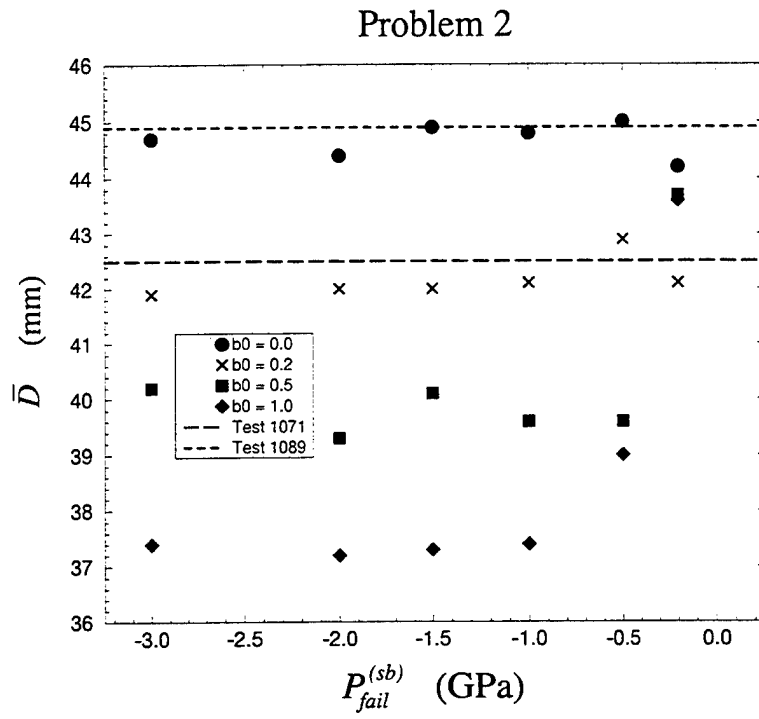 Problem 2
46
45
44
43
42
41
40
39
38
37
36
D̄ (mm)
b0 = 0.0
b0 = 0.2
b0 = 0.5
b0 = 1.0
Test 1071
Test 1089
-3.0 -2.0 -1.5 -1.0 -0.5 0.0
P_{fail}^{(sb)} (GPa)